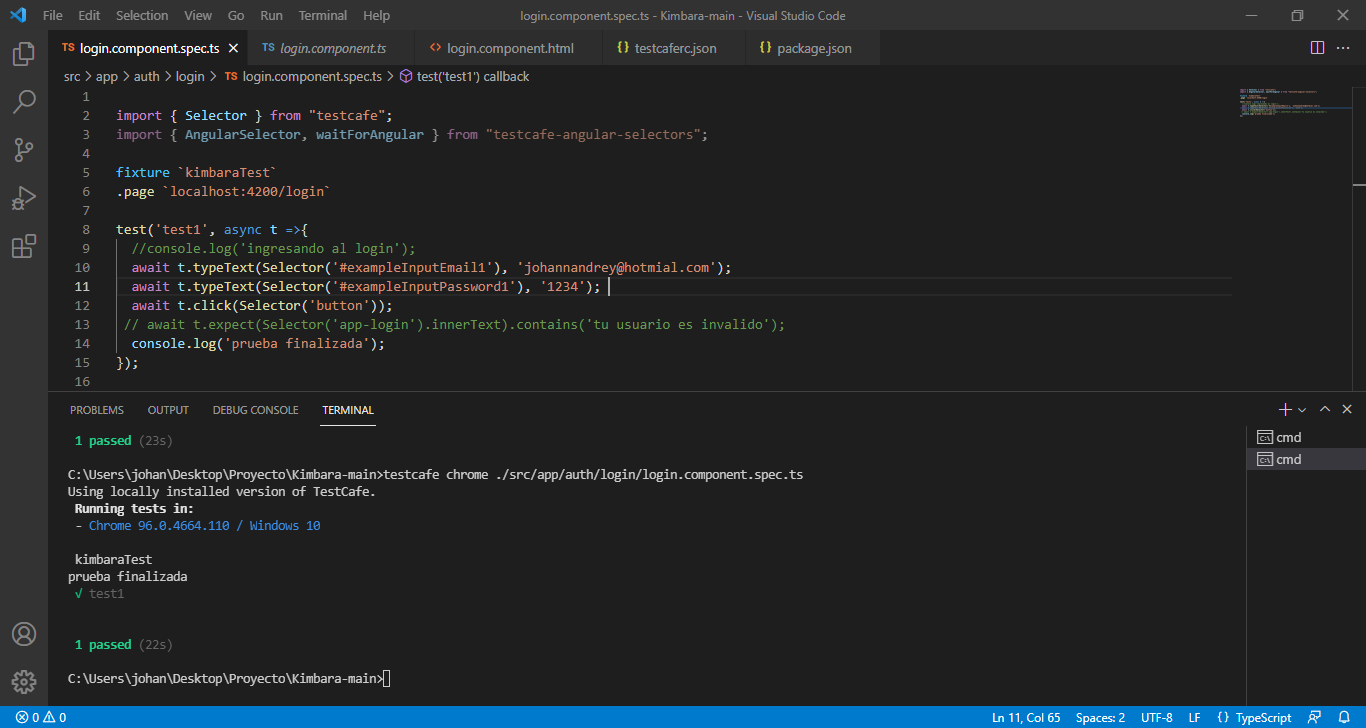 File Edit Selection View Go Run Terminal Help login.component.spec.ts - Kimbara-main - Visual Studio Code
TS login.component.spec.ts TS login.component.ts <> login.component.html {} testcaferc.json {} package.json
src > app > auth > login > TS login.component.spec.ts > test('test1') callback
1
2 import { Selector } from "testcafe";
3 import { AngularSelector, waitForAngular } from "testcafe-angular-selectors";
4
5 fixture `kimbaraTest`
6 .page `localhost:4200/login`
7
8 test('test1', async t =>{
9 //console.log('ingresando al login');
10 await t.typeText(Selector('#exampleInputEmail1'), 'johannandrey@hotmial.com');
11 await t.typeText(Selector('#exampleInputPassword1'), '1234');
12 await t.click(Selector('button'));
13 // await t.expect(Selector('app-login').innerText).contains('tu usuario es invalido');
14 console.log('prueba finalizada');
15 });
16
PROBLEMS OUTPUT DEBUG CONSOLE TERMINAL
1 passed (23s)
C:\Users\johan\Desktop\Proyecto\Kimbara-main>testcafe chrome ./src/app/auth/login/login.component.spec.ts
Using locally installed version of TestCafe.
Running tests in:
- Chrome 96.0.4664.110 / Windows 10
kimbaraTest
prueba finalizada
√ test1
1 passed (22s)
C:\Users\johan\Desktop\Proyecto\Kimbara-main>
cmd
cmd
0 0 Ln 11, Col 65 Spaces: 2 UTF-8 LF {} TypeScript